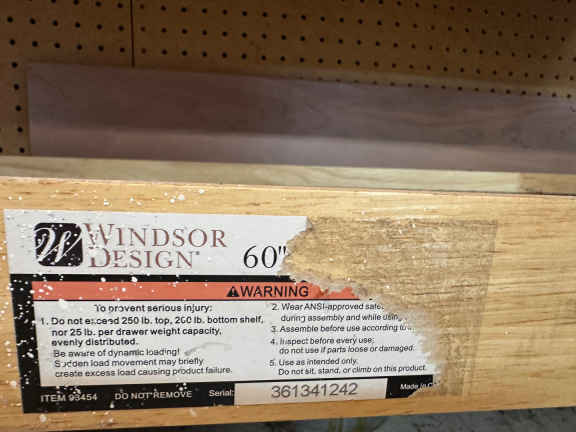 W WINDSOR
DESIGN® 60"
WARNING
To prevent serious injury:
1. Do not exceed 250 lb. top, 200 lb. bottom shelf,
nor 25 lb. per drawer weight capacity,
evenly distributed.
Be aware of dynamic loading!
Sudden load movement may briefly
create excess load causing product failure.
2. Wear ANSI-approved safe
during assembly and while using
3. Assemble before use according to
4. Inspect before every use;
do not use if parts loose or damaged.
5. Use as intended only.
Do not sit, stand, or climb on this product.
ITEM 93454 DO NOT REMOVE Serial: 361341242 Made in C